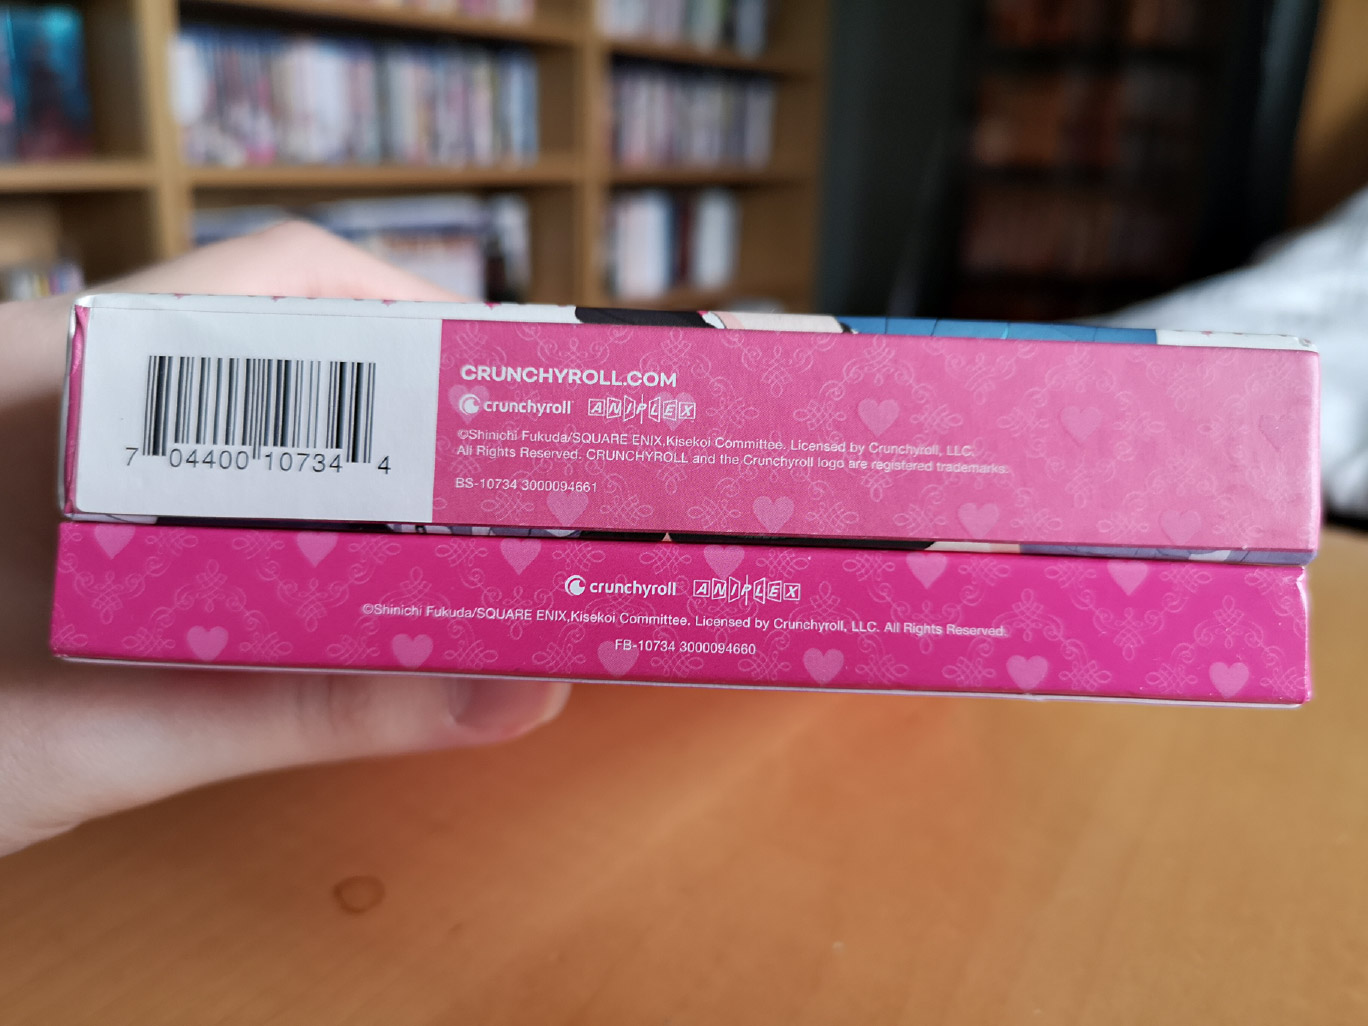 CRUNCHYROLL.COM
crunchyroll ANIPLEX
©Shinichi Fukuda/SQUARE ENIX,Kisekoi Committee. Licensed by Crunchyroll, LLC.
All Rights Reserved. CRUNCHYROLL and the Crunchyroll logo are registered trademarks.
BS-10734 3000094661
7 04400 10734 4
crunchyroll ANIPLEX
©Shinichi Fukuda/SQUARE ENIX,Kisekoi Committee. Licensed by Crunchyroll, LLC. All Rights Reserved.
FB-10734 3000094660